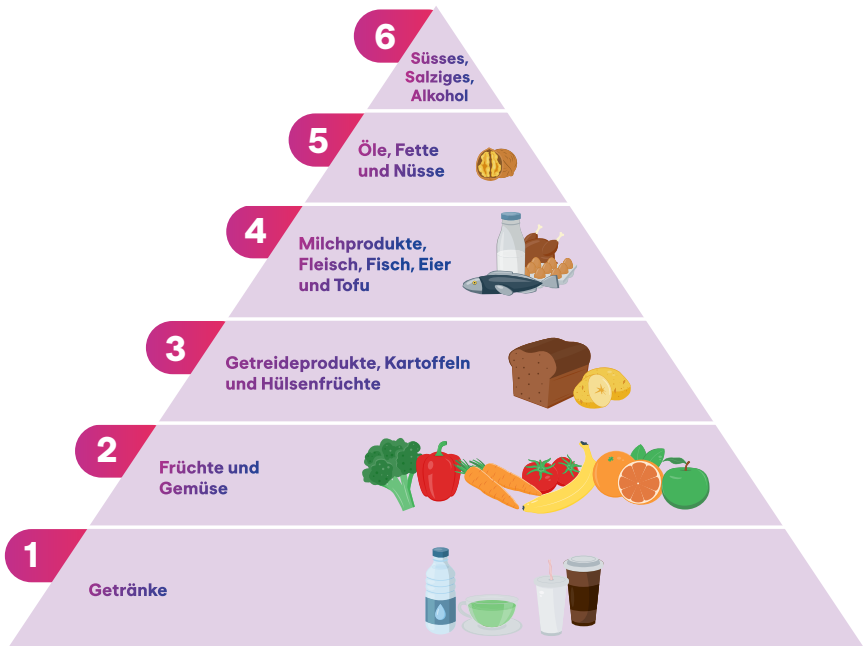 6
Süsses,
Salziges,
Alkohol
5
Öle, Fette
und Nüsse
4
Milchprodukte,
Fleisch, Fisch, Eier
und Tofu
3
Getreideprodukte, Kartoffeln
und Hülsenfrüchte
2
Früchte und
Gemüse
1
Getränke